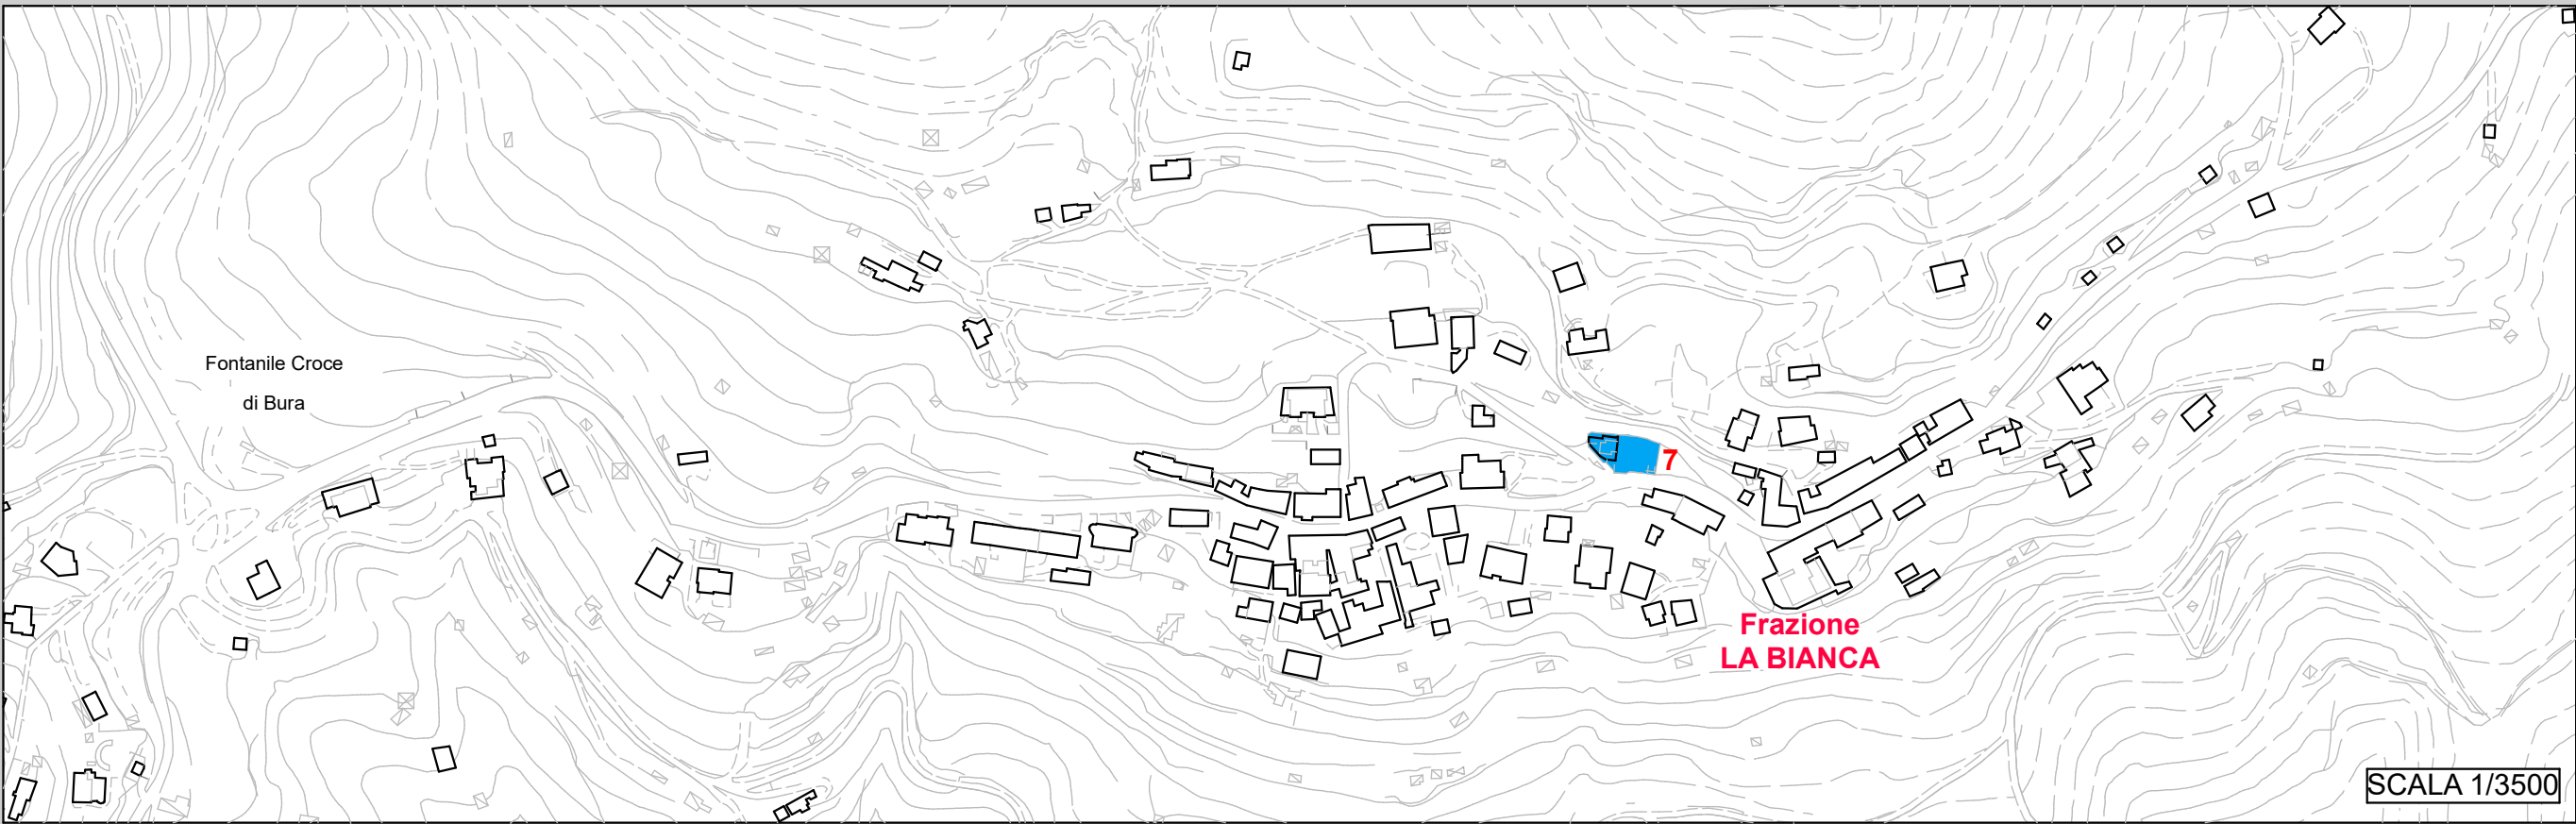 Fontanile Croce
di Bura
7
Frazione
LA BIANCA
SCALA 1/3500